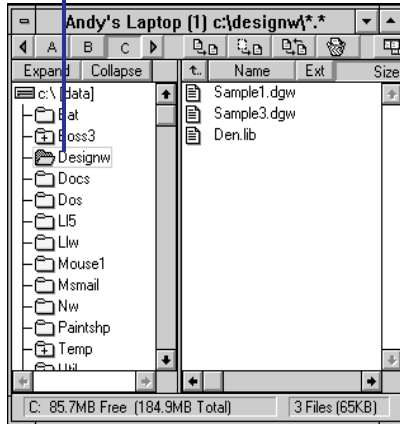 Andy's Laptop (1) c:\designw\*.*
A B C
Expand Collapse t.. Name Ext Size
c:\ [data]
Bat
Boss3
Designw
Docs
Dos
Ll5
Llw
Mouse1
Msmail
Nw
Paintshp
Temp
Util
Sample1.dgw
Sample3.dgw
Den.lib
C: 85.7MB Free (184.9MB Total) 3 Files (65KB)